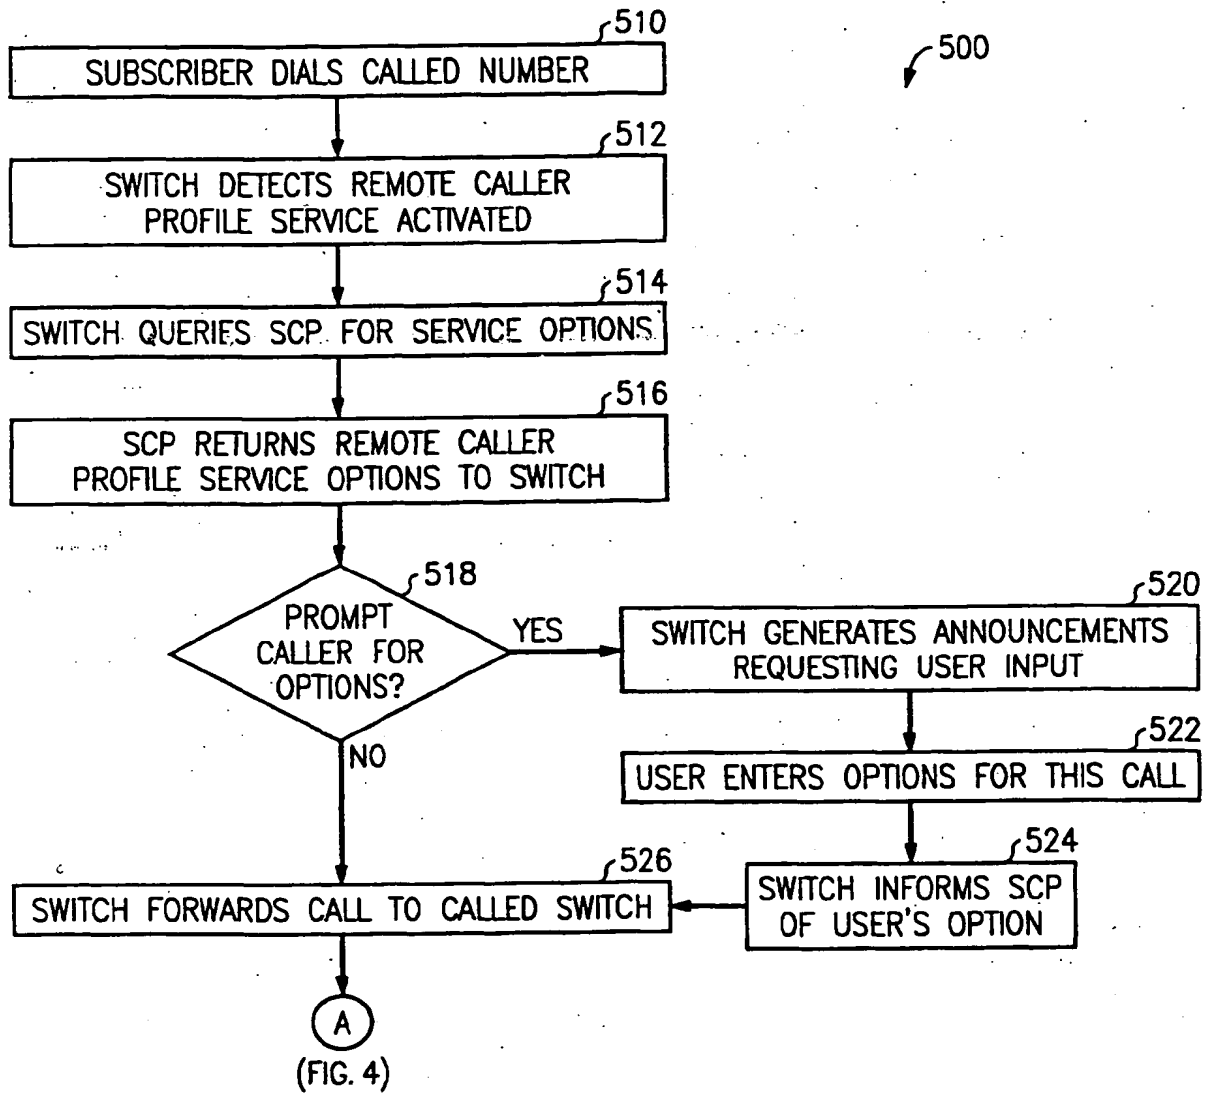 510
500
SUBSCRIBER DIALS CALLED NUMBER
512
SWITCH DETECTS REMOTE CALLER
PROFILE SERVICE ACTIVATED
514
SWITCH QUERIES SCP FOR SERVICE OPTIONS
516
SCP RETURNS REMOTE CALLER
PROFILE SERVICE OPTIONS TO SWITCH
518
PROMPT
CALLER FOR
OPTIONS?
YES
NO
520
SWITCH GENERATES ANNOUNCEMENTS
REQUESTING USER INPUT
522
USER ENTERS OPTIONS FOR THIS CALL
524
SWITCH INFORMS SCP
OF USER'S OPTION
526
SWITCH FORWARDS CALL TO CALLED SWITCH
A
(FIG. 4)